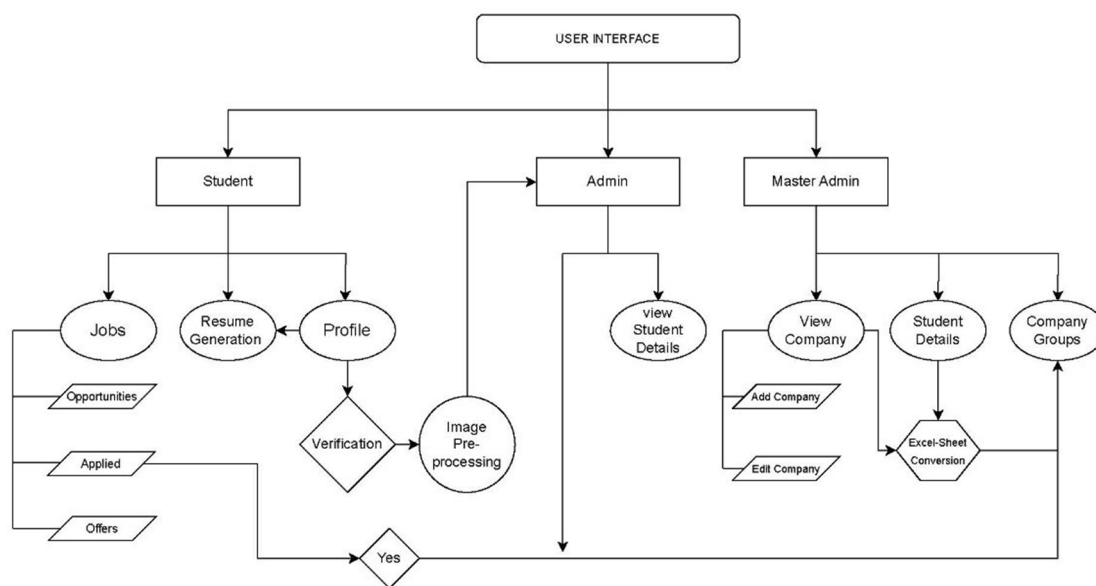 USER INTERFACE
Student
Admin
Master Admin
Jobs
Resume
Generation
Profile
view
Student
Details
View
Company
Student
Details
Company
Groups
Opportunities
Applied
Offers
Verification
Image
Pre-
processing
Add Company
Edit Company
Excel-Sheet
Conversion
Yes